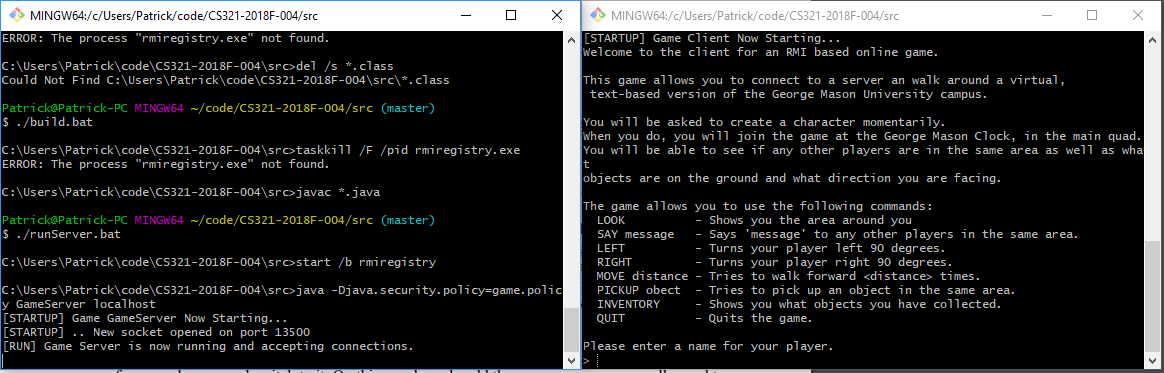 MINGW64:/c/Users/Patrick/code/CS321-2018F-004/src
ERROR: The process "rmiregistry.exe" not found.
C:\Users\Patrick\code\CS321-2018F-004\src>del /s *.class
Could Not Find C:\Users\Patrick\code\CS321-2018F-004\src\*.class
Patrick@Patrick-PC MINGW64 ~/code/CS321-2018F-004/src (master)
$ ./build.bat
C:\Users\Patrick\code\CS321-2018F-004\src>taskkill /F /pid rmiregistry.exe
ERROR: The process "rmiregistry.exe" not found.
C:\Users\Patrick\code\CS321-2018F-004\src>javac *.java
Patrick@Patrick-PC MINGW64 ~/code/CS321-2018F-004/src (master)
$ ./runServer.bat
C:\Users\Patrick\code\CS321-2018F-004\src>start /b rmiregistry
C:\Users\Patrick\code\CS321-2018F-004\src>java -Djava.security.policy=game.polic
y GameServer localhost
[STARTUP] Game GameServer Now Starting...
[STARTUP] .. New socket opened on port 13500
[RUN] Game Server is now running and accepting connections.
MINGW64:/c/Users/Patrick/code/CS321-2018F-004/src
[STARTUP] Game Client Now Starting...
Welcome to the client for an RMI based online game.
This game allows you to connect to a server an walk around a virtual,
text-based version of the George Mason University campus.
You will be asked to create a character momentarily.
When you do, you will join the game at the George Mason Clock, in the main quad.
You will be able to see if any other players are in the same area as well as wha
t
objects are on the ground and what direction you are facing.
The game allows you to use the following commands:
LOOK - Shows you the area around you
SAY message - Says 'message' to any other players in the same area.
LEFT - Turns your player left 90 degrees.
RIGHT - Turns your player right 90 degrees.
MOVE distance - Tries to walk forward <distance> times.
PICKUP obect - Tries to pick up an object in the same area.
INVENTORY - Shows you what objects you have collected.
QUIT - Quits the game.
Please enter a name for your player.
>